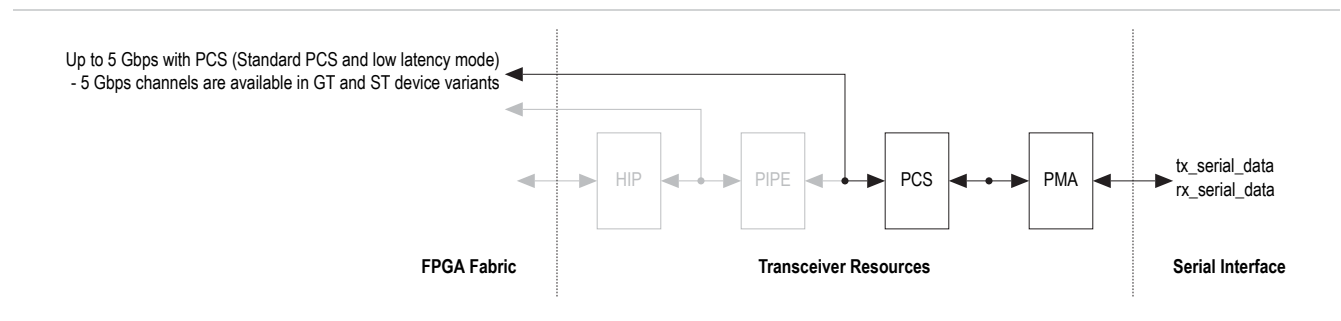 Up to 5 Gbps with PCS (Standard PCS and low latency mode)
- 5 Gbps channels are available in GT and ST device variants
HIP
PIPE
PCS
PMA
tx_serial_data
rx_serial_data
FPGA Fabric
Transceiver Resources
Serial Interface